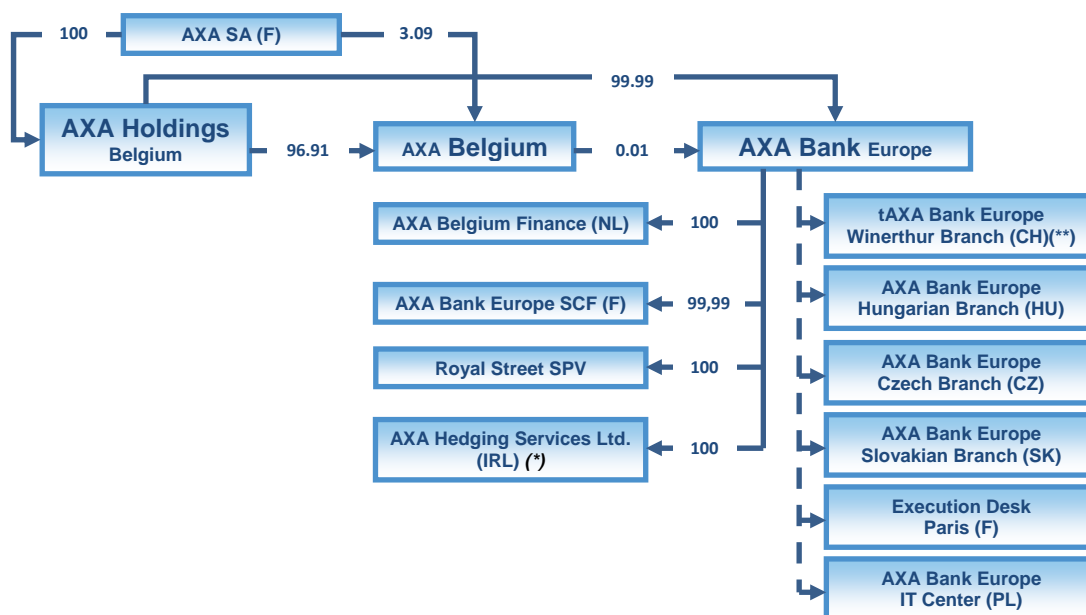 100
AXA SA (F)
3.09
99.99
AXA Holdings
Belgium
96.91
AXA Belgium
0.01
AXA Bank Europe
AXA Belgium Finance (NL)
100
tAXA Bank Europe
Winerthur Branch (CH)(**)
AXA Bank Europe SCF (F)
99,99
AXA Bank Europe
Hungarian Branch (HU)
Royal Street SPV
100
AXA Bank Europe
Czech Branch (CZ)
AXA Hedging Services Ltd.
(IRL) (*)
100
AXA Bank Europe
Slovakian Branch (SK)
Execution Desk
Paris (F)
AXA Bank Europe
IT Center (PL)